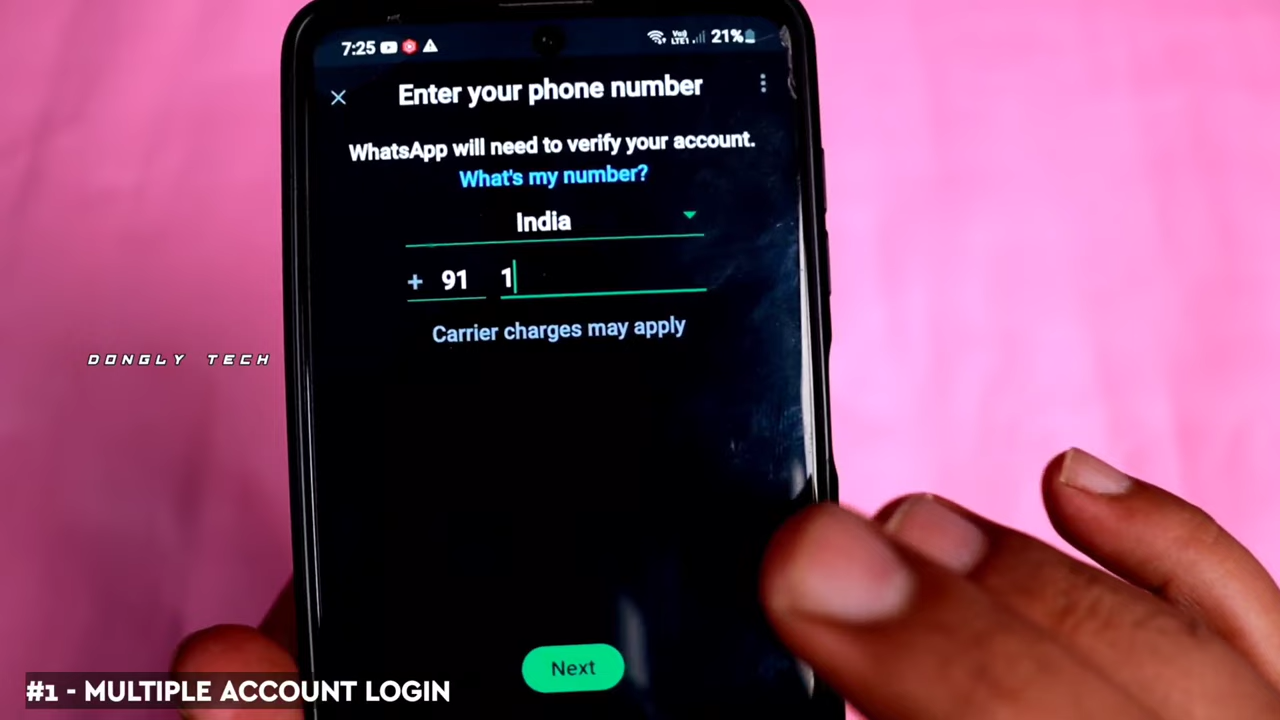 7:25 21%
Enter your phone number
WhatsApp will need to verify your account.
What's my number?
India
+ 91 1
Carrier charges may apply
DONGLY TECH
Next
#1 - MULTIPLE ACCOUNT LOGIN